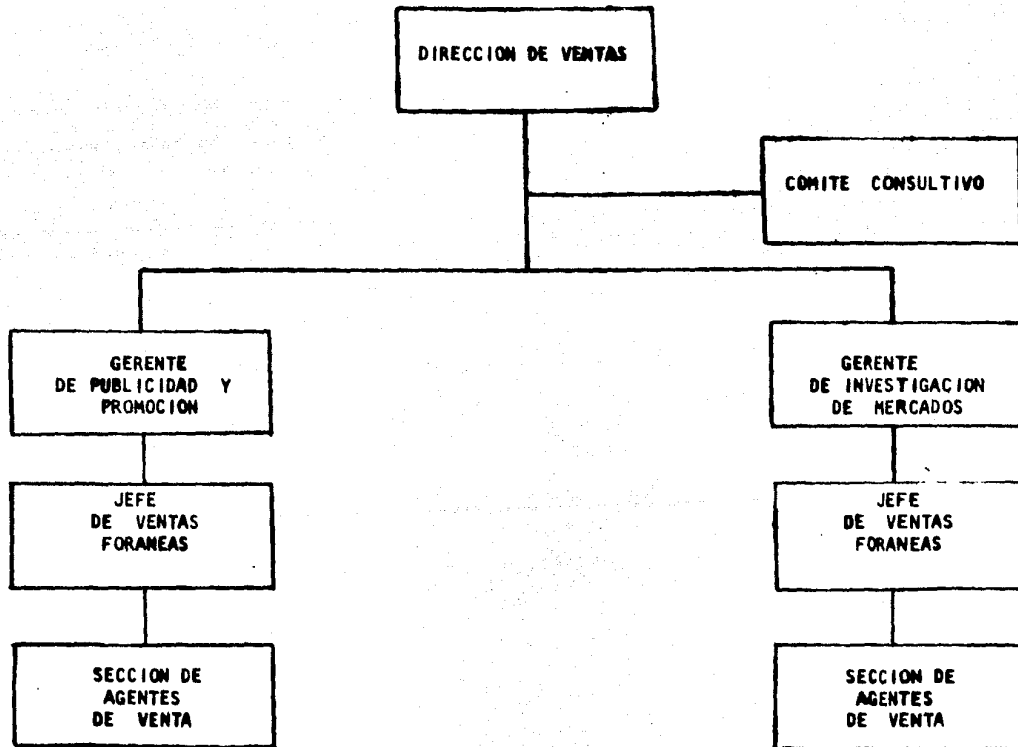 DIRECCION DE VENTAS
COMITE CONSULTIVO
GERENTE
DE PUBLICIDAD Y
PROMOCION
GERENTE
DE INVESTIGACION
DE MERCADOS
JEFE
DE VENTAS
FORANEAS
JEFE
DE VENTAS
FORANEAS
SECCION DE
AGENTES
DE VENTA
SECCION DE
AGENTES
DE VENTA